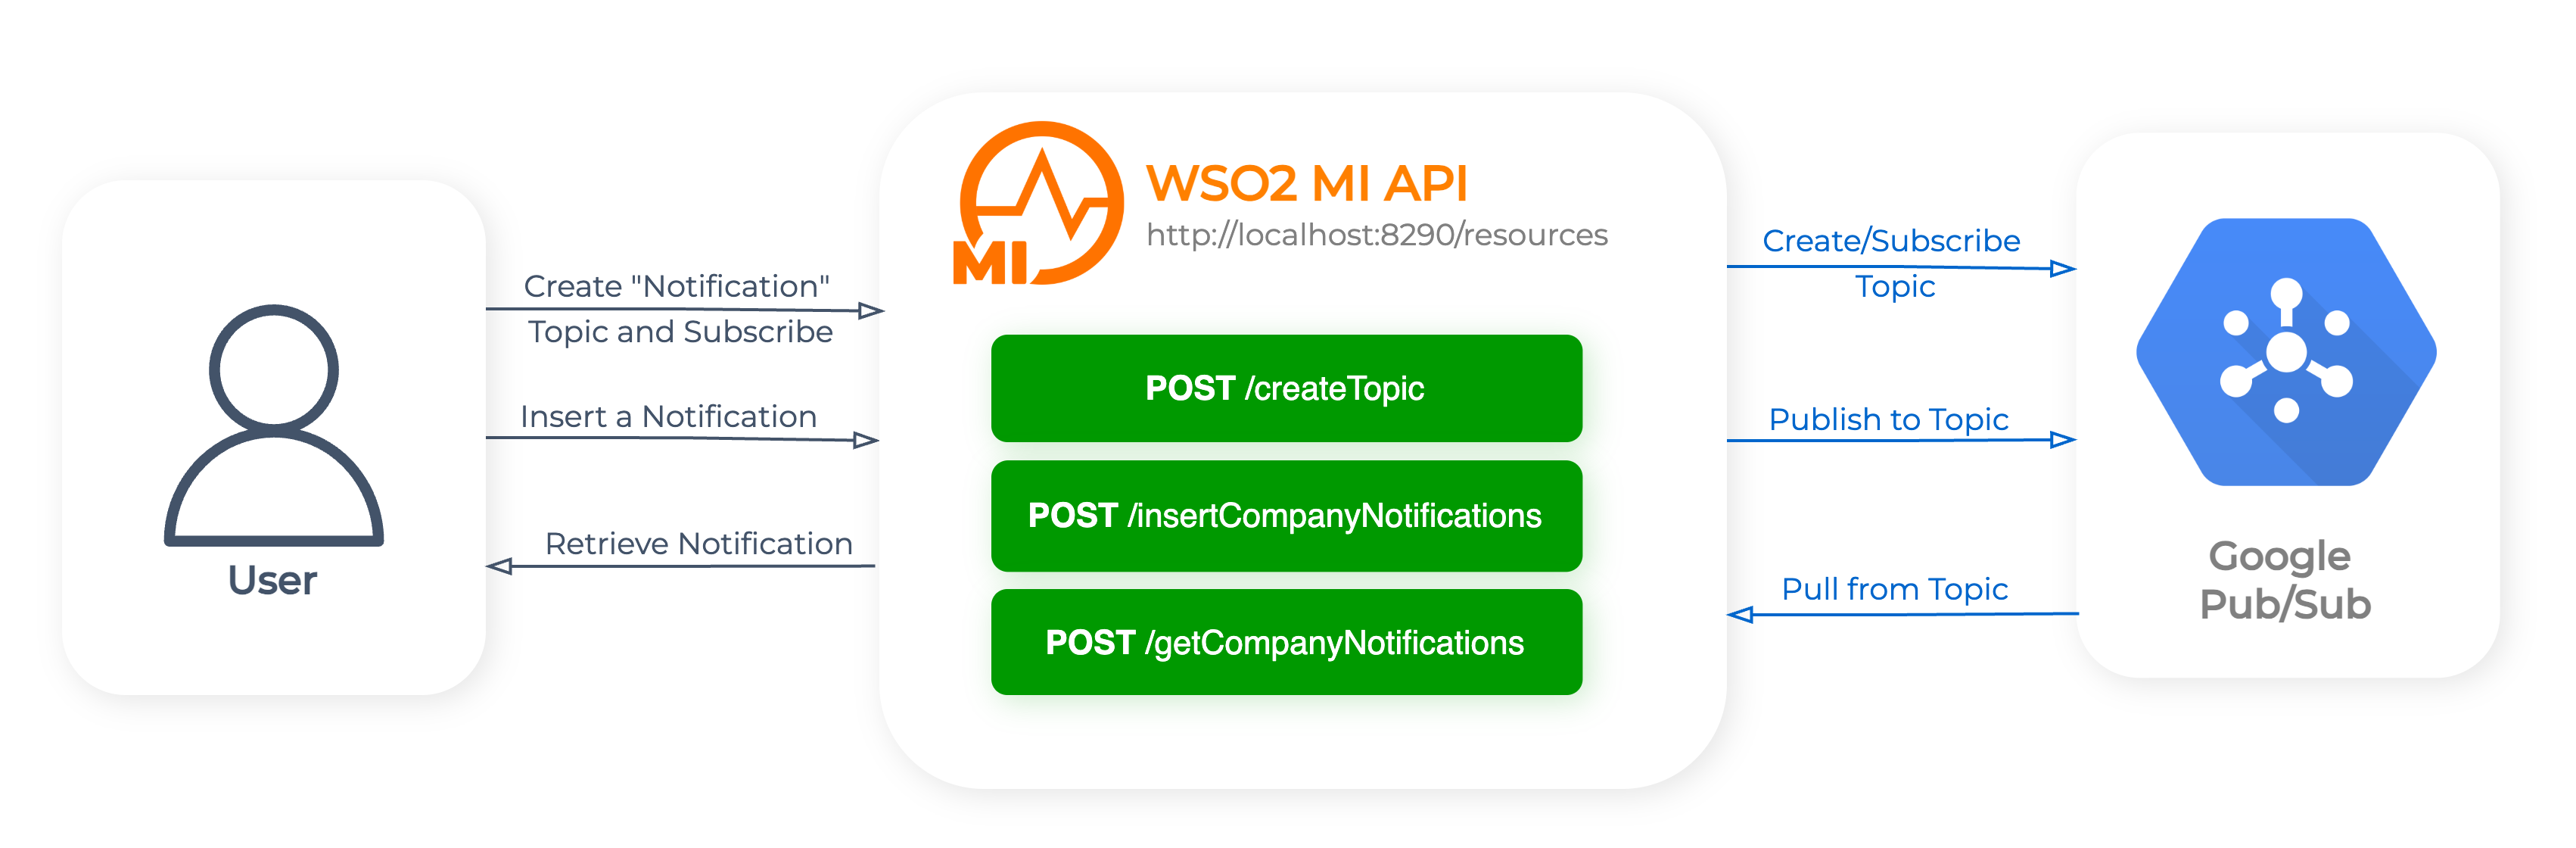 User
Create "Notification"
Topic and Subscribe
Insert a Notification
Retrieve Notification
MI
WSO2 MI API
http://localhost:8290/resources
POST /createTopic
POST /insertCompanyNotifications
POST /getCompanyNotifications
Create/Subscribe
Topic
Publish to Topic
Pull from Topic
Google
Pub/Sub